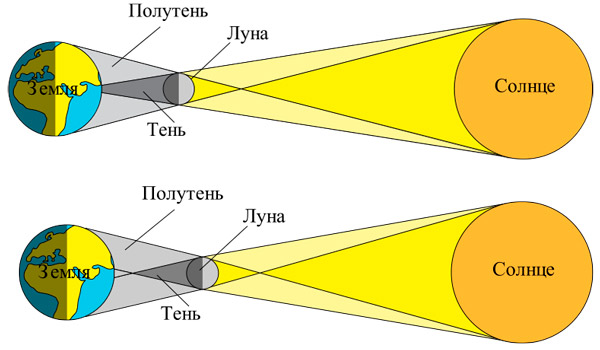 Полутень
Луна
Земля
Солнце
Тень
Полутень
Луна
Земля
Солнце
Тень